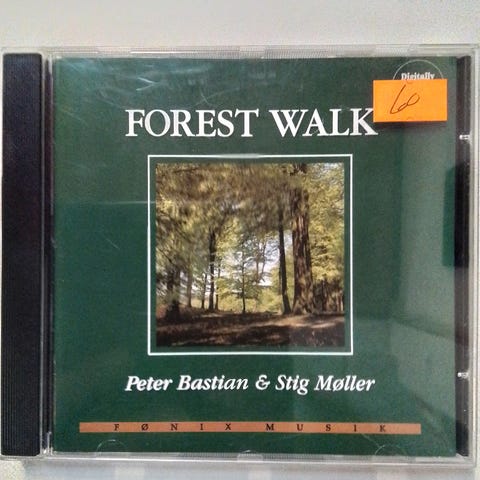 Digitally
60
FOREST WALK
Peter Bastian & Stig Møller
FØNIX MUSIK